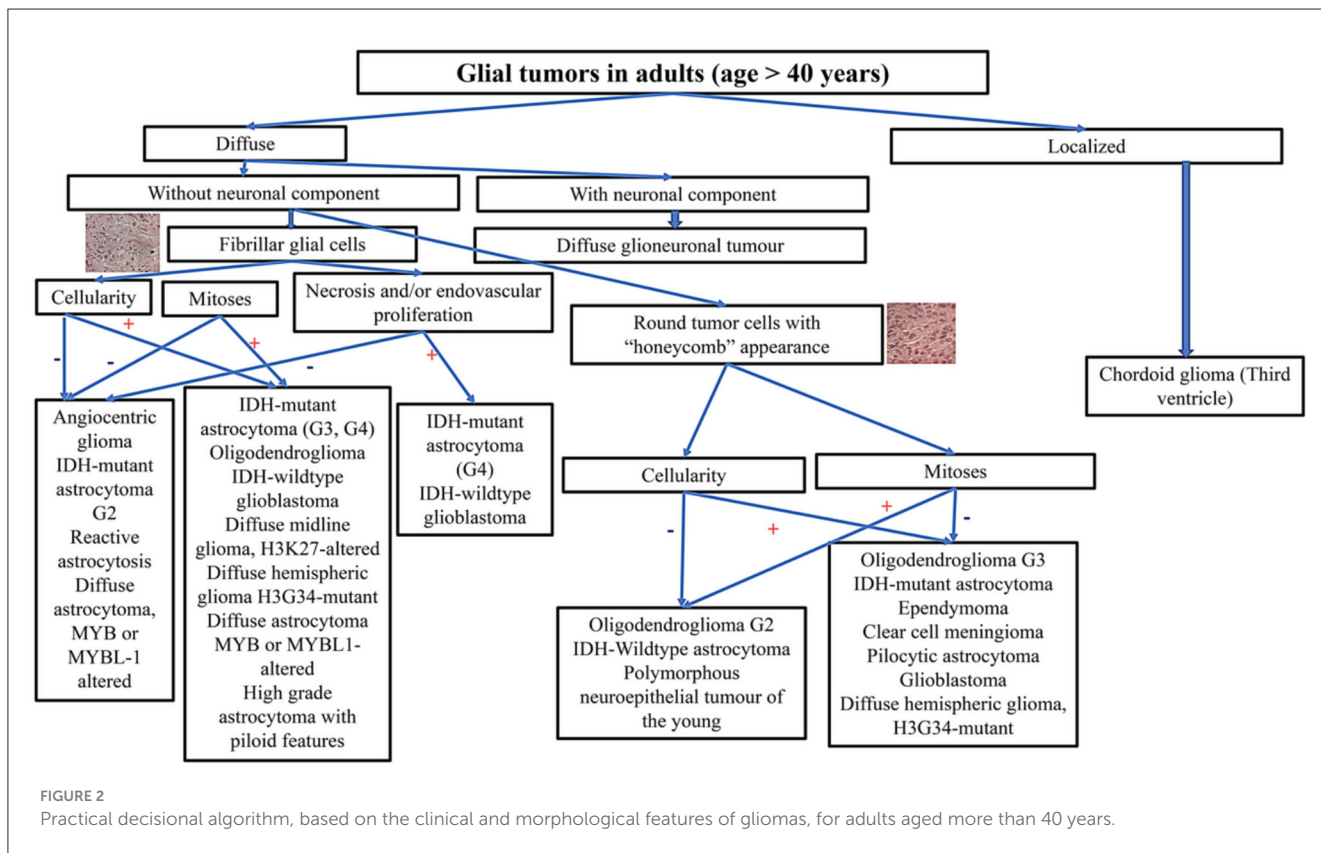 Glial tumors in adults (age > 40 years)
Diffuse
Localized
Without neuronal component
With neuronal component
Fibrillar glial cells
Diffuse glioneuronal tumour
Cellularity
Mitoses
Necrosis and/or endovascular
proliferation
Round tumor cells with
“honeycomb” appearance
Chordoid glioma (Third
ventricle)
+
+
-
-
-
+
Angiocentric
glioma
IDH-mutant
astrocytoma
G2
Reactive
astrocytosis
Diffuse
astrocytoma,
MYB or
MYBL-1
altered
IDH-mutant
astrocytoma (G3, G4)
Oligodendroglioma
IDH-wildtype
glioblastoma
Diffuse midline
glioma, H3K27-altered
Diffuse hemispheric
glioma H3G34-mutant
Diffuse astrocytoma
MYB or MYBL1-
altered
High grade
astrocytoma with
piloid features
IDH-mutant
astrocytoma
(G4)
IDH-wildtype
glioblastoma
Cellularity
Mitoses
-
+
+
-
Oligodendroglioma G2
IDH-Wildtype astrocytoma
Polymorphous
neuroepithelial tumour of
the young
Oligodendroglioma G3
IDH-mutant astrocytoma
Ependymoma
Clear cell meningioma
Pilocytic astrocytoma
Glioblastoma
Diffuse hemispheric glioma,
H3G34-mutant
FIGURE 2
Practical decisional algorithm, based on the clinical and morphological features of gliomas, for adults aged more than 40 years.